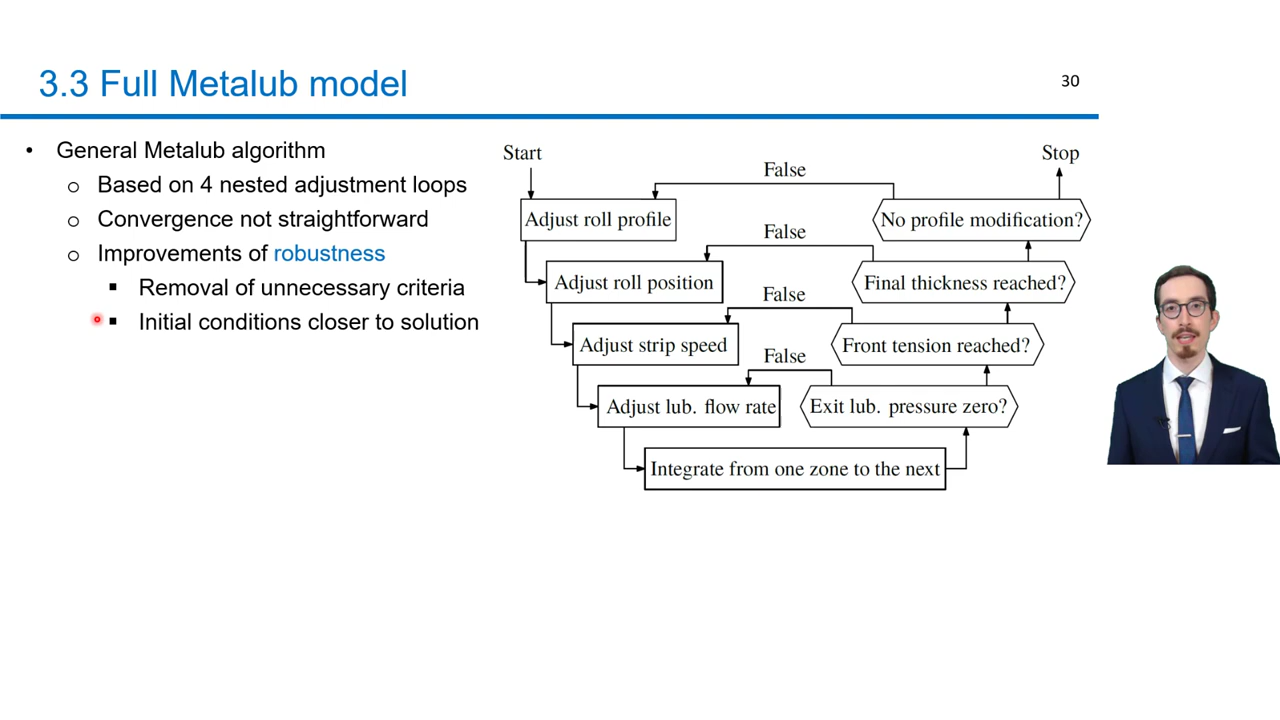 3.3 Full Metalub model
30
• General Metalub algorithm
o Based on 4 nested adjustment loops
o Convergence not straightforward
o Improvements of robustness
▪ Removal of unnecessary criteria
▪ Initial conditions closer to solution
Start
Stop
False
Adjust roll profile
No profile modification?
False
Adjust roll position
Final thickness reached?
False
Adjust strip speed
Front tension reached?
False
Adjust lub. flow rate
Exit lub. pressure zero?
Integrate from one zone to the next